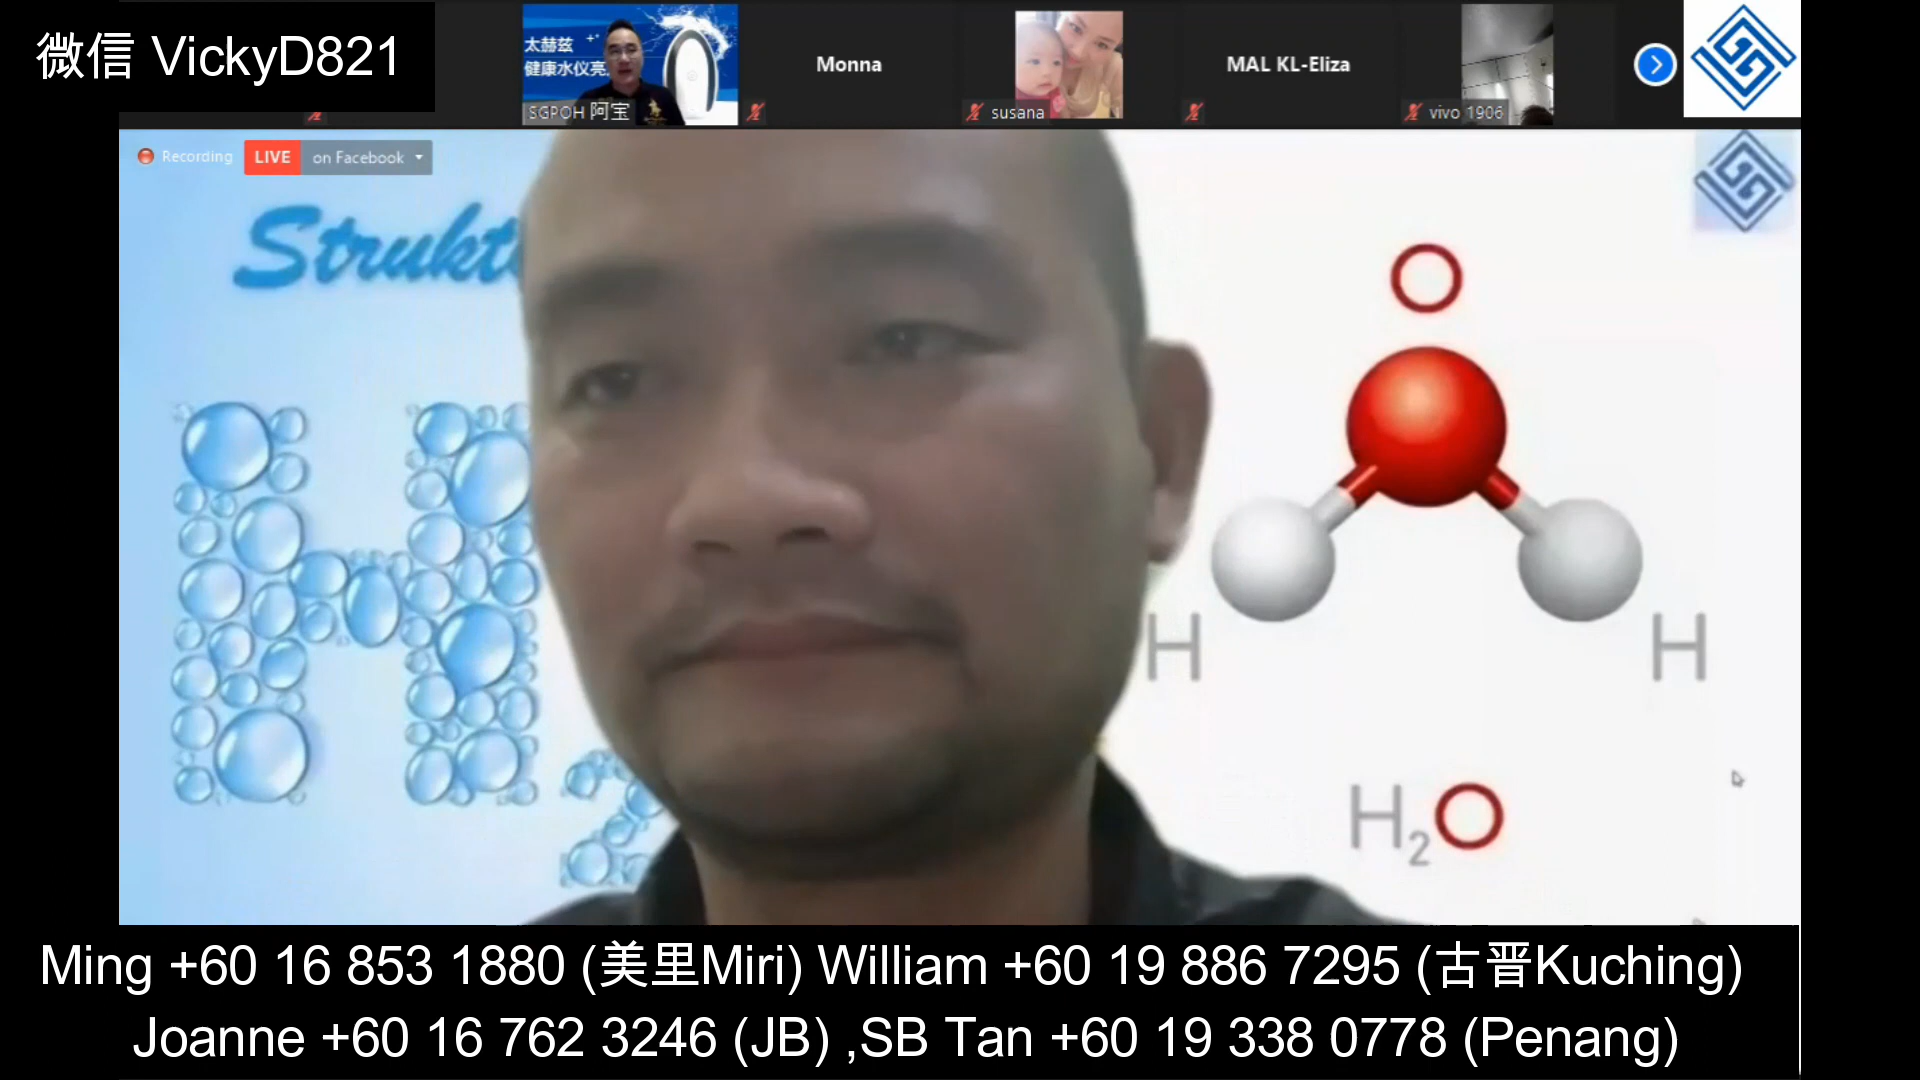 微信 VickyD821
太赫兹
健康水仪亮
SGPOH 阿宝
Monna
susana
MAL KL-Eliza
vivo 1906
Recording
LIVE on Facebook
Strukt
O
H H
H₂O
H₂
Ming +60 16 853 1880 (美里Miri) William +60 19 886 7295 (古晋Kuching)
Joanne +60 16 762 3246 (JB) ,SB Tan +60 19 338 0778 (Penang)